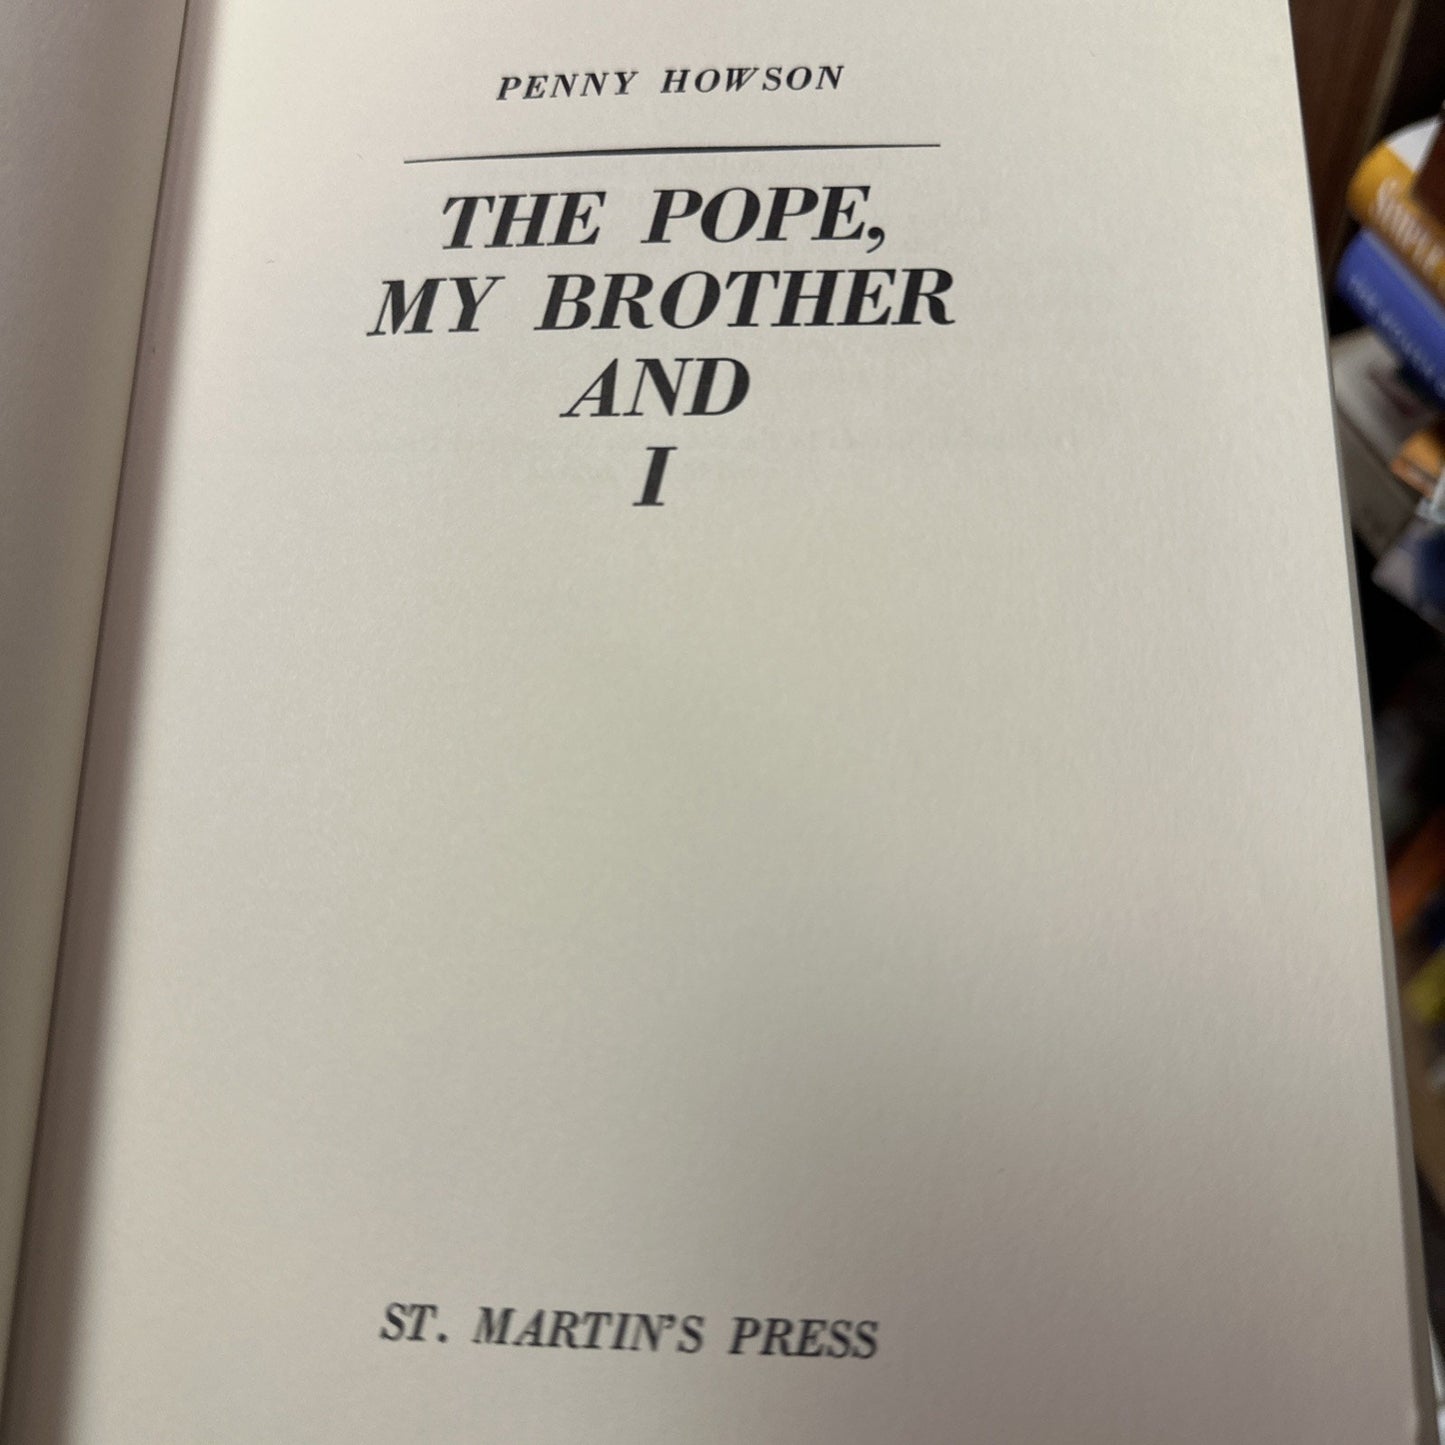 PENNY HOWSON
THE POPE,
MY BROTHER
AND
I
ST. MARTIN'S PRESS